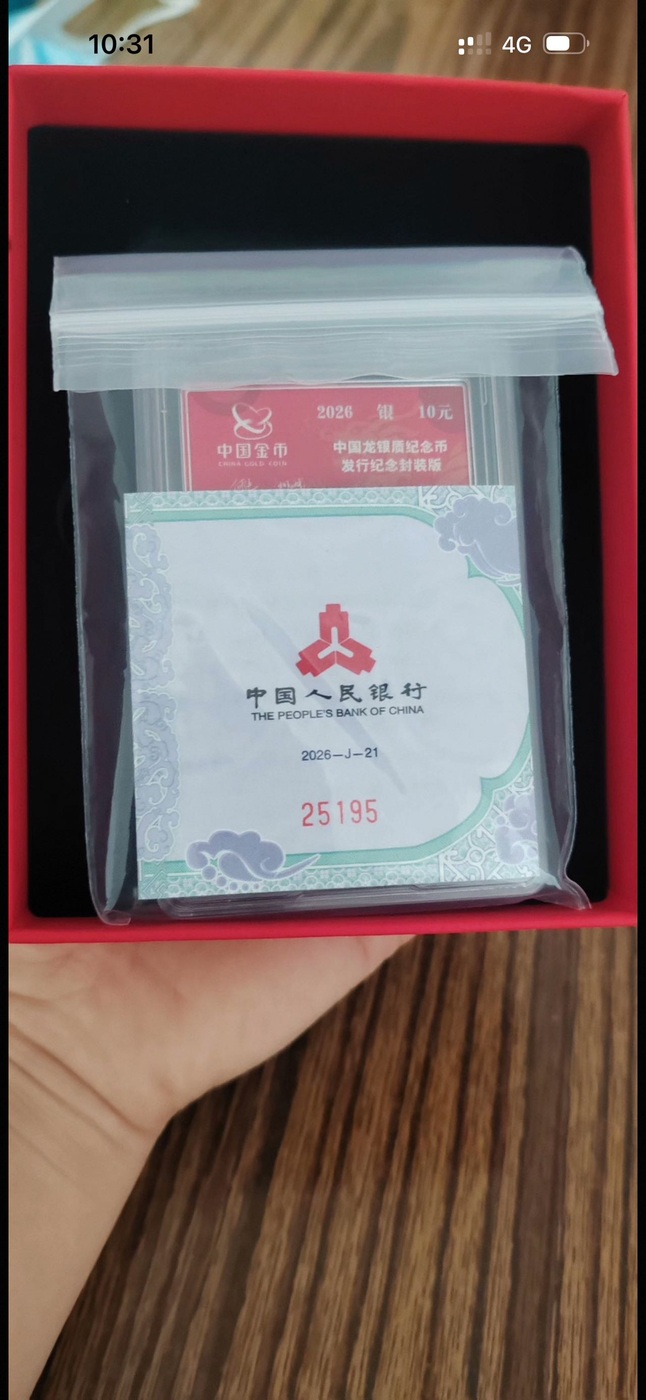 10:31
4G
2026 银 10元
中国金币
CHINA GOLD COIN
中国龙银质纪念币
发行纪念封装版
中国人民银行
THE PEOPLE'S BANK OF CHINA
2026-J-21
25195